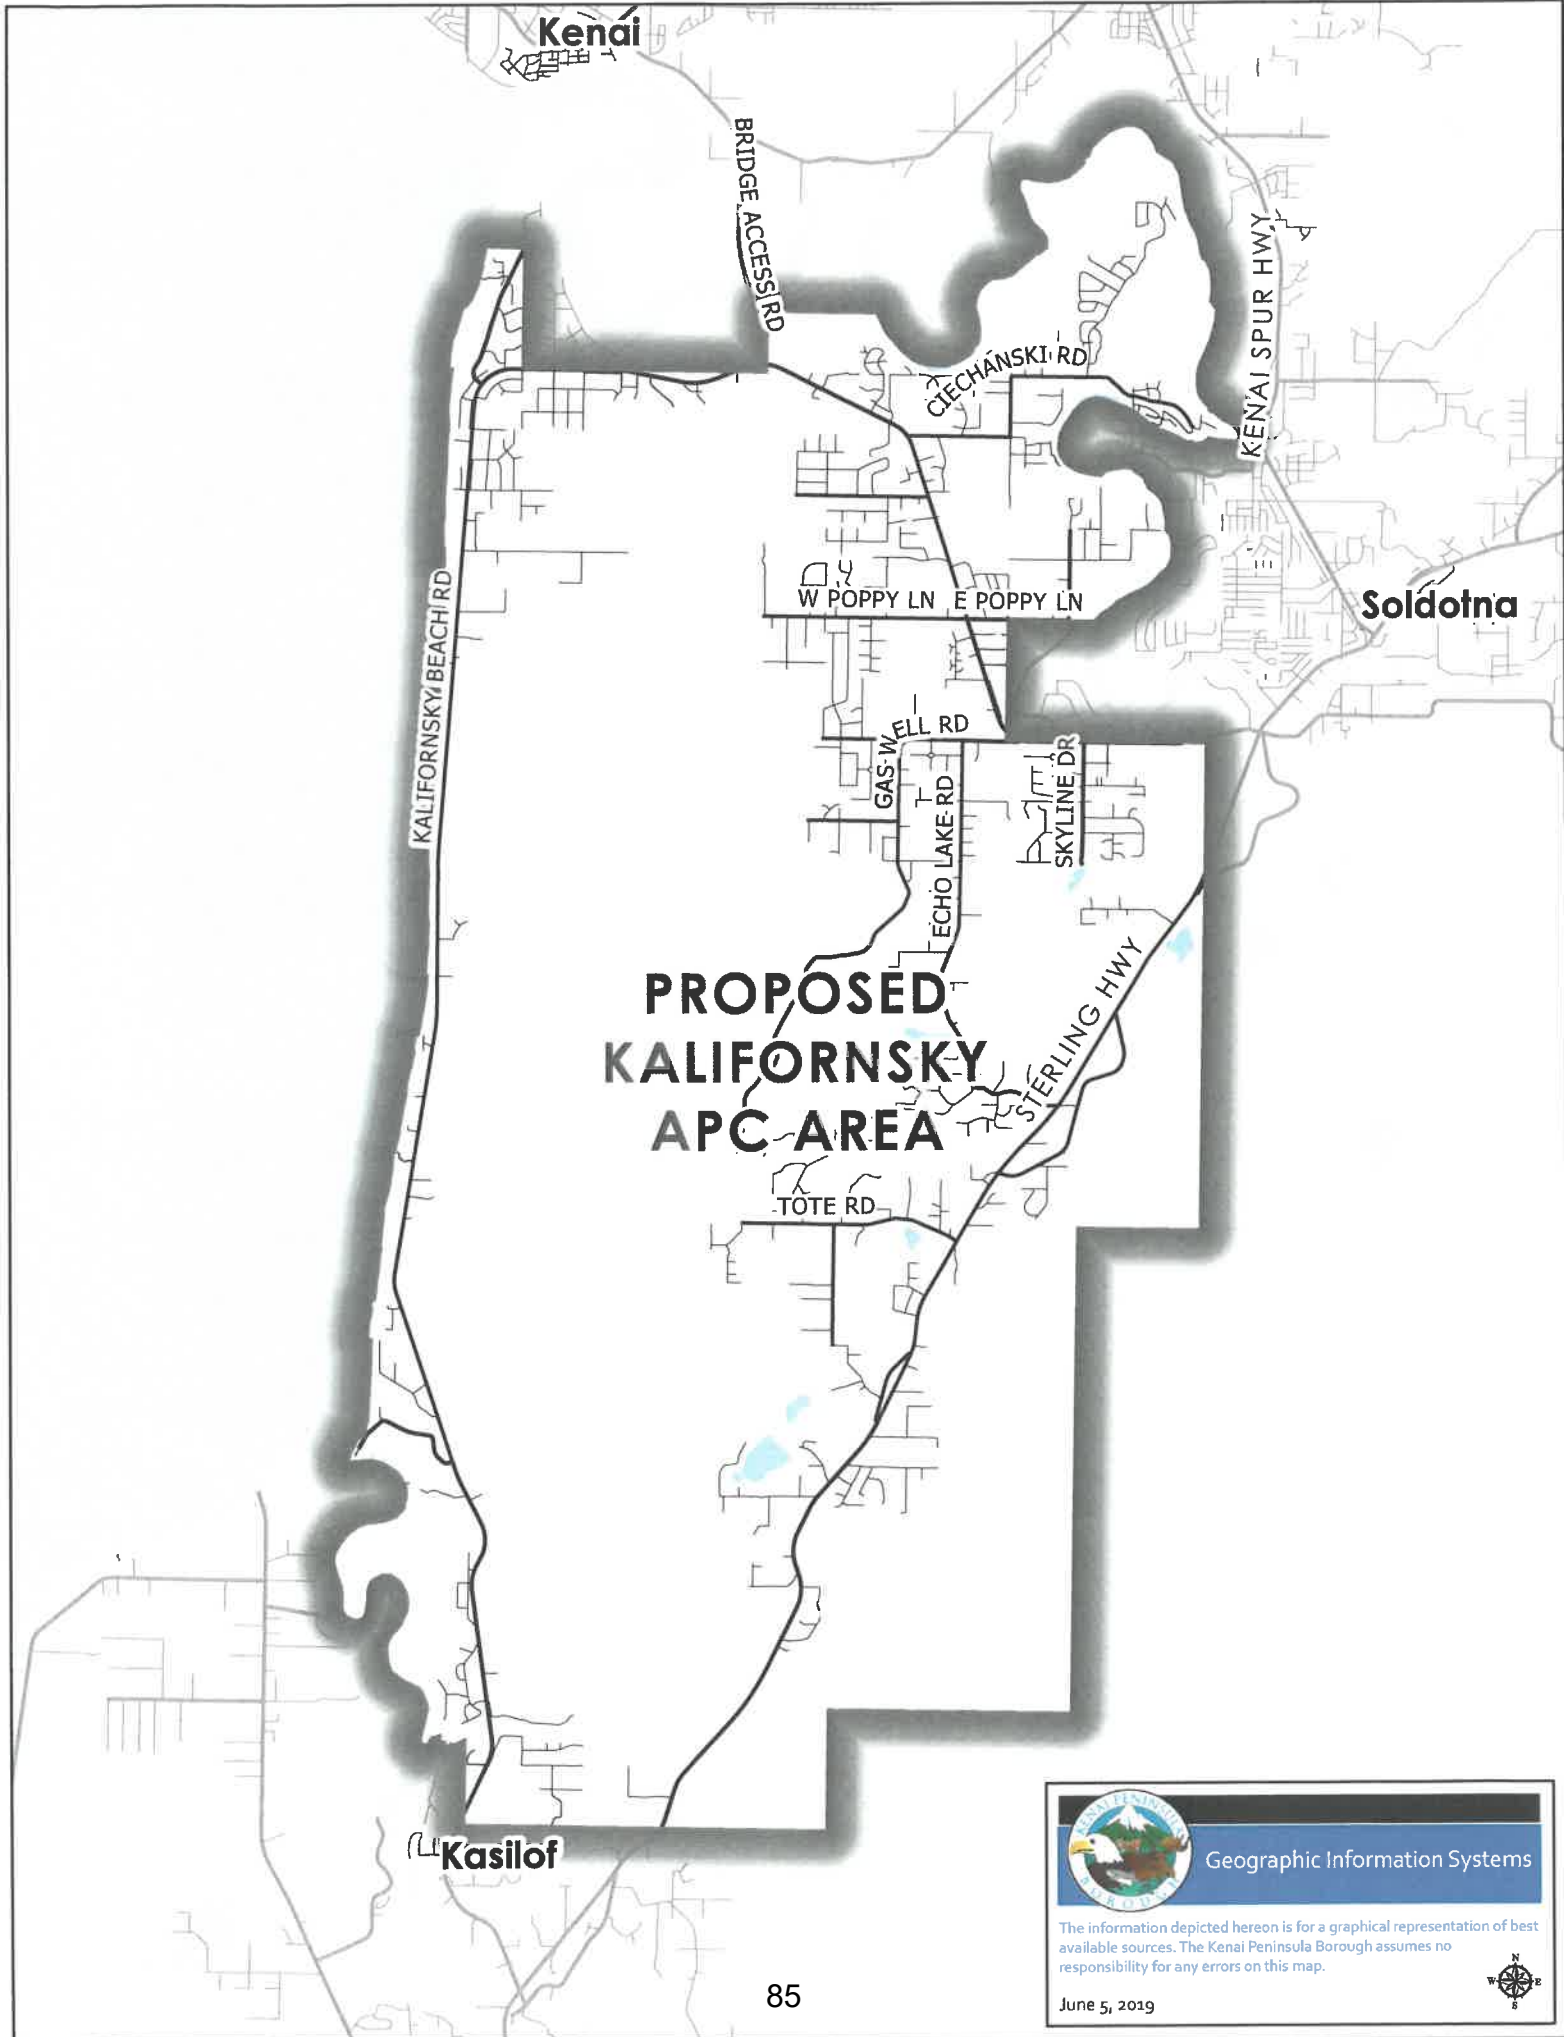 Kenai
BRIDGE ACCESS RD
KENAI SPUR HWY
CIECHANSKI RD
KALIFORNSKY BEACH RD
W POPPY LN E POPPY LN
Soldotna
GAS WELL RD
ECHO LAKE RD
SKYLINE DR
STERLING HWY
PROPOSED
KALIFORNSKY
APC AREA
TOTE RD
Kasilof
KENAI PENINSULA
BOROUGH
Geographic Information Systems
The information depicted hereon is for a graphical representation of best
available sources. The Kenai Peninsula Borough assumes no
responsibility for any errors on this map.
June 5, 2019
N
W E
S
85